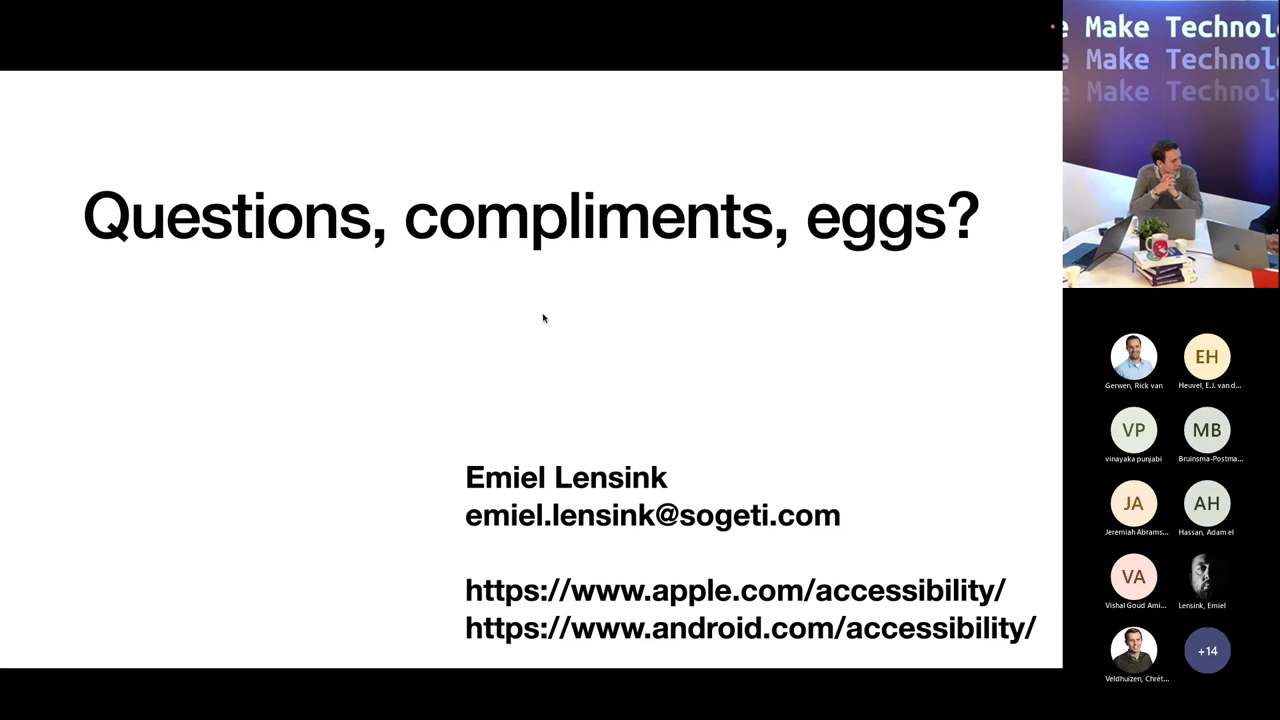 Questions, compliments, eggs?
Emiel Lensink
emiel.lensink@sogeti.com
https://www.apple.com/accessibility/
https://www.android.com/accessibility/
e Make Technol
e Make Technol
e Make Technol
Gerwen, Rick van
EH
Heuvel, E.J. van d...
VP
vinayaka punjabi
MB
Bruinsma-Postma...
JA
Jeremiah Abrams...
AH
Hassan, Adam el
VA
Vishal Goud Ami...
Lensink, Emiel
Veldhuizen, Chrét...
+14